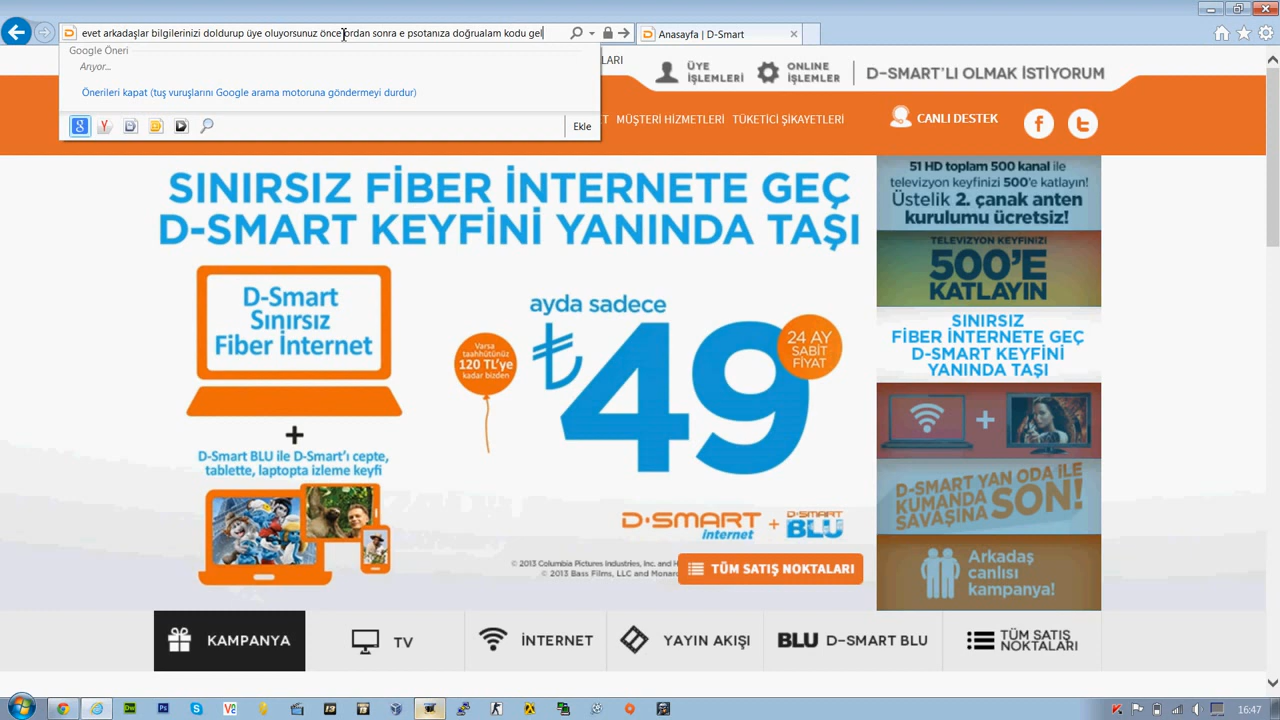 evet arkadaşlar bilgilerinizi doldurup üye oluyorsunuz önce ordan sonra e psotanıza doğrualam kodu gel
Anasayfa | D-Smart
Google Öneri
Arıyor...
Önerileri kapat (tuş vuruşlarını Google arama motoruna göndermeyi durdur)
Ekle
LARI
ÜYE
İŞLEMLERİ
ONLINE
İŞLEMLER
D-SMART'LI OLMAK İSTİYORUM
T MÜŞTERİ HİZMETLERİ TÜKETİCİ ŞİKAYETLERİ
CANLI DESTEK
SINIRSIZ FİBER İNTERNETE GEÇ
D-SMART KEYFİNİ YANINDA TAŞI
D-Smart
Sınırsız
Fiber İnternet
+
D-Smart BLU ile D-Smart'ı cepte,
tablette, laptopta izleme keyfi
Varsa
taahhütünüz
120 TL'ye
kadar bizden
ayda sadece
₺49
24 AY
SABİT
FİYAT
D-SMART
internet
+
D-SMART
BLU
© 2013 Columbia Pictures Industries, Inc. and H
© 2013 Bass Films, LLC and Monar
TÜM SATIŞ NOKTALARI
51 HD toplam 500 kanal ile
televizyon keyfinizi 500'e katlayın!
Üstelik 2. çanak anten
kurulumu ücretsiz!
TELEVİZYON KEYFİNİZİ
500'E
KATLAYIN
SINIRSIZ
FİBER İNTERNETE GEÇ
D-SMART KEYFİNİ
YANINDA TAŞI
+
D-SMART YAN ODA İLE
KUMANDA
SAVAŞINA
SON!
Arkadaş
canlısı
kampanya!
KAMPANYA
TV
İNTERNET
YAYIN AKIŞI
BLU D-SMART BLU
TÜM SATIŞ
NOKTALARI
16:47